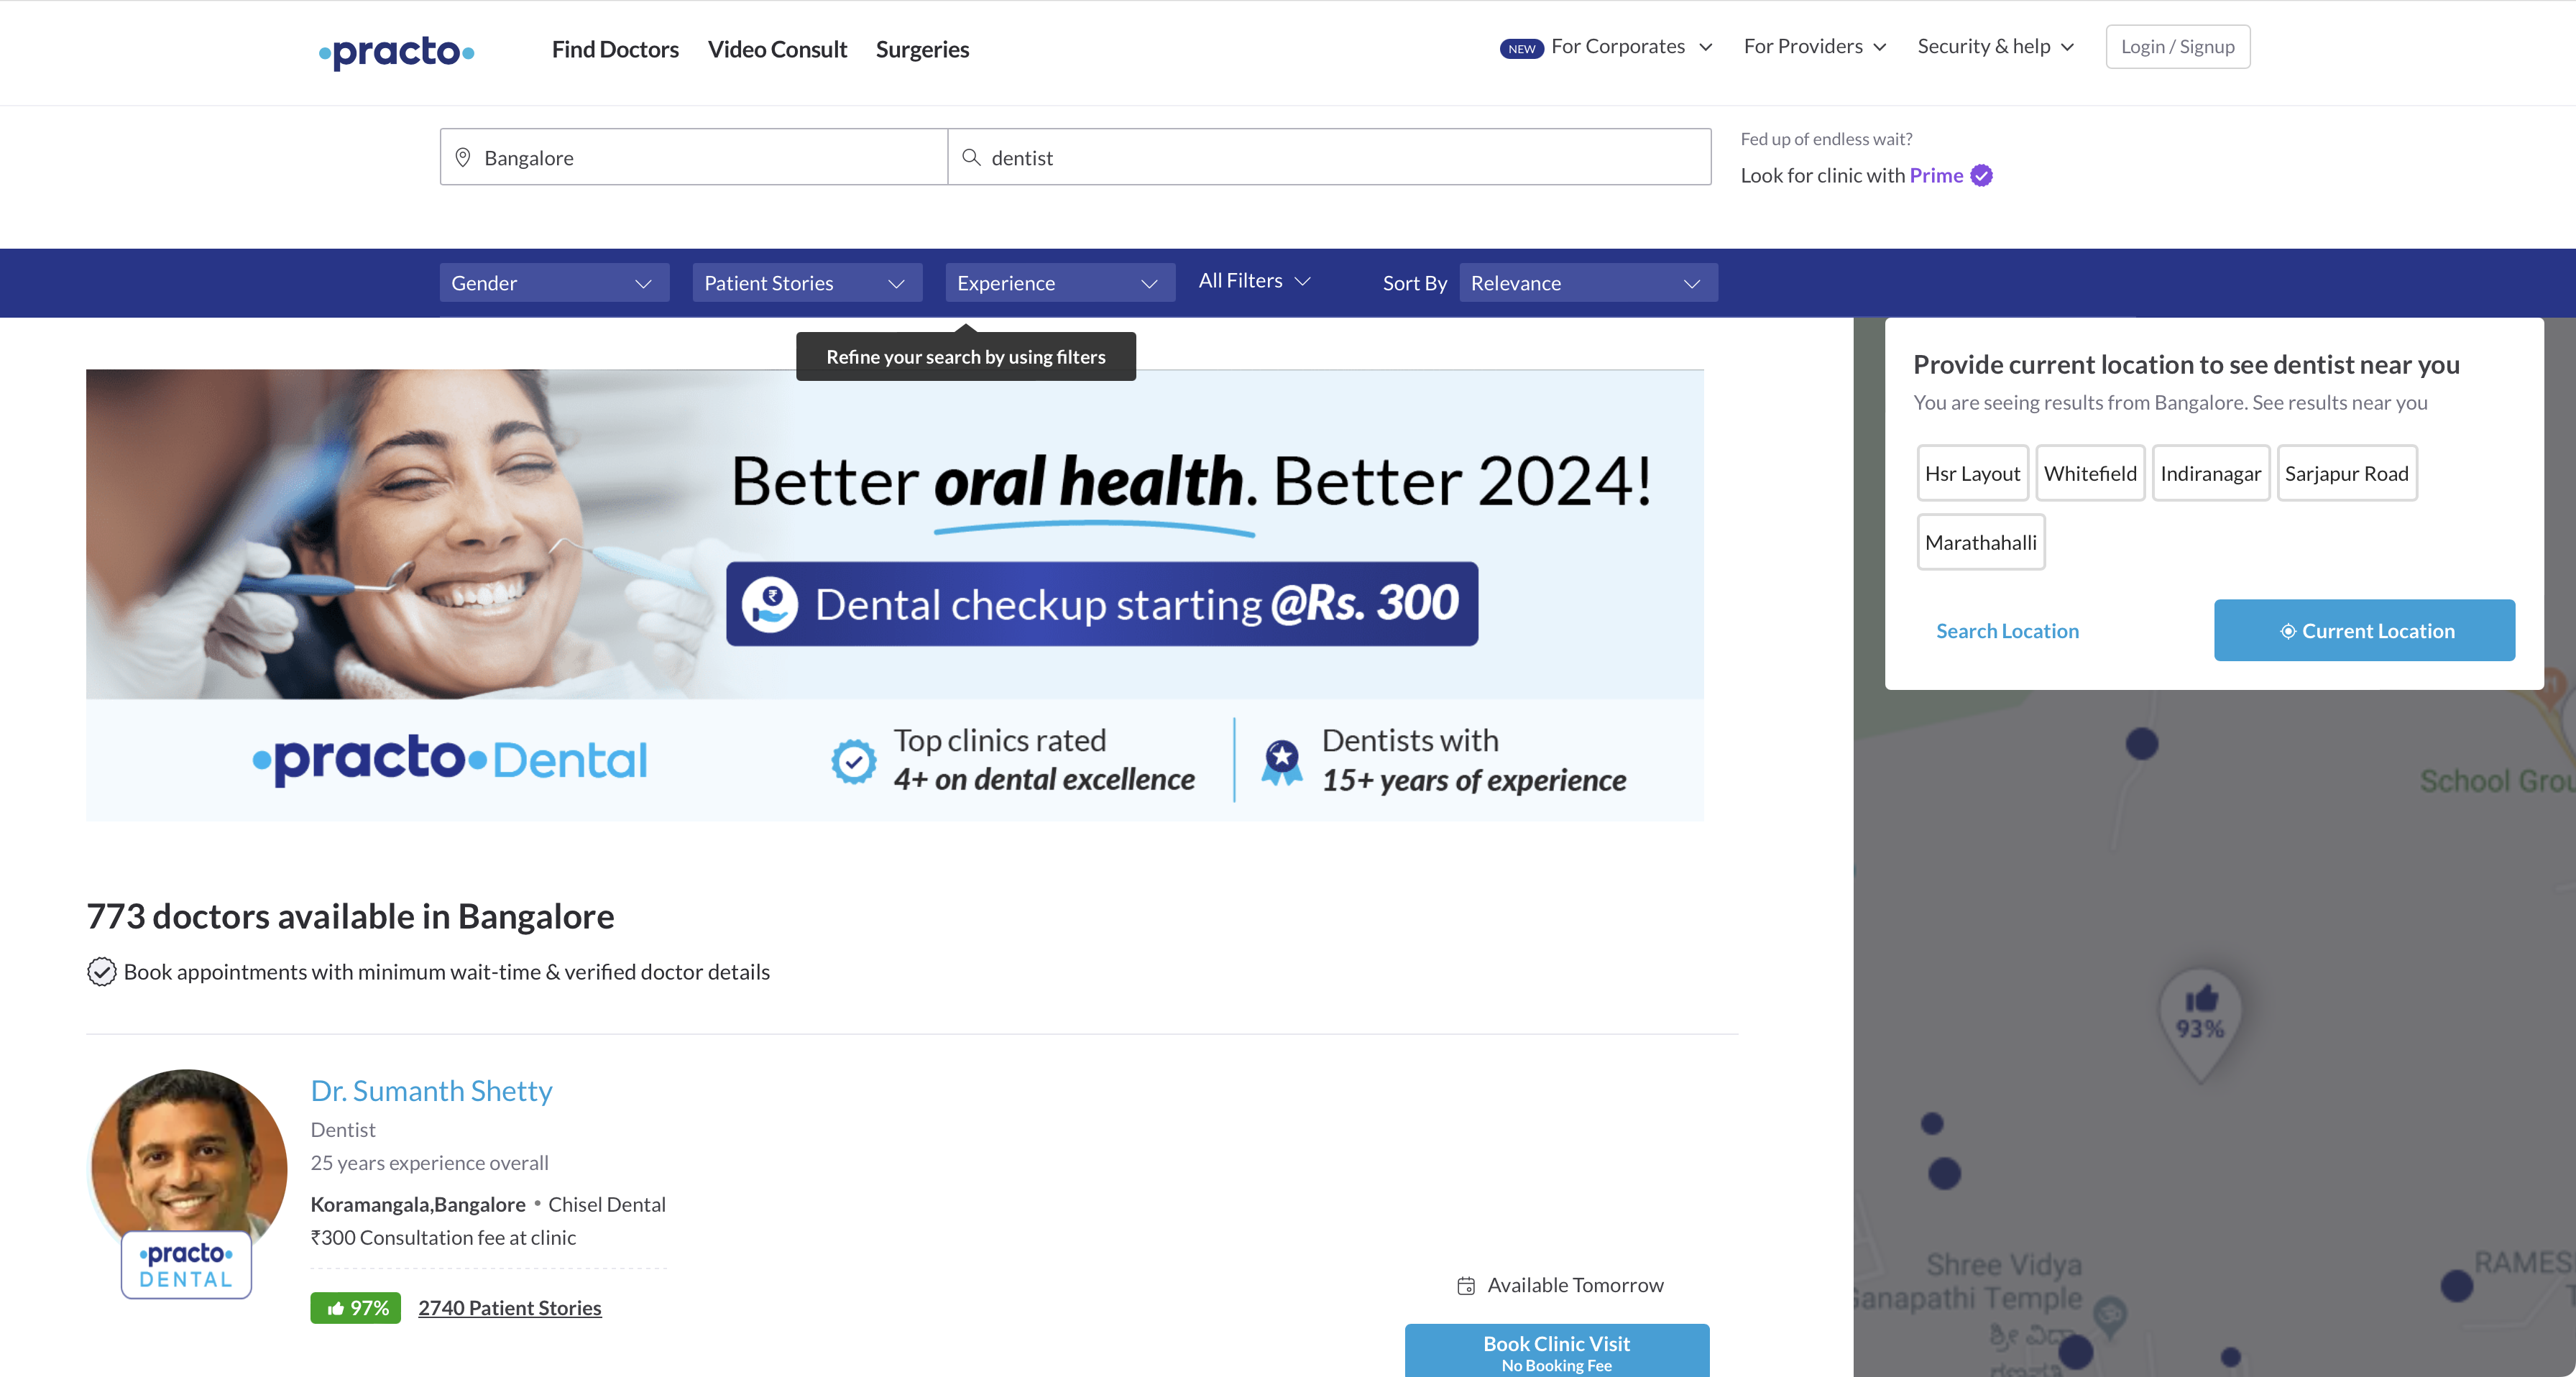 practo
Find Doctors
Video Consult
Surgeries
NEW For Corporates
For Providers
Security & help
Login / Signup
Bangalore
dentist
Fed up of endless wait?
Look for clinic with Prime
Gender
Patient Stories
Experience
All Filters
Sort By
Relevance
Refine your search by using filters
Better oral health. Better 2024!
₹ Dental checkup starting @Rs. 300
practo Dental
Top clinics rated
4+ on dental excellence
Dentists with
15+ years of experience
Provide current location to see dentist near you
You are seeing results from Bangalore. See results near you
Hsr Layout
Whitefield
Indiranagar
Sarjapur Road
Marathahalli
Search Location
Current Location
773 doctors available in Bangalore
Book appointments with minimum wait-time & verified doctor details
Dr. Sumanth Shetty
Dentist
25 years experience overall
Koramangala,Bangalore • Chisel Dental
₹300 Consultation fee at clinic
practo
DENTAL
97%
2740 Patient Stories
Available Tomorrow
Book Clinic Visit
No Booking Fee
School Grou
93%
Shree Vidya
Ganapathi Temple
ಶ್ರೀ ವಿದ್ಯಾ
RAMES